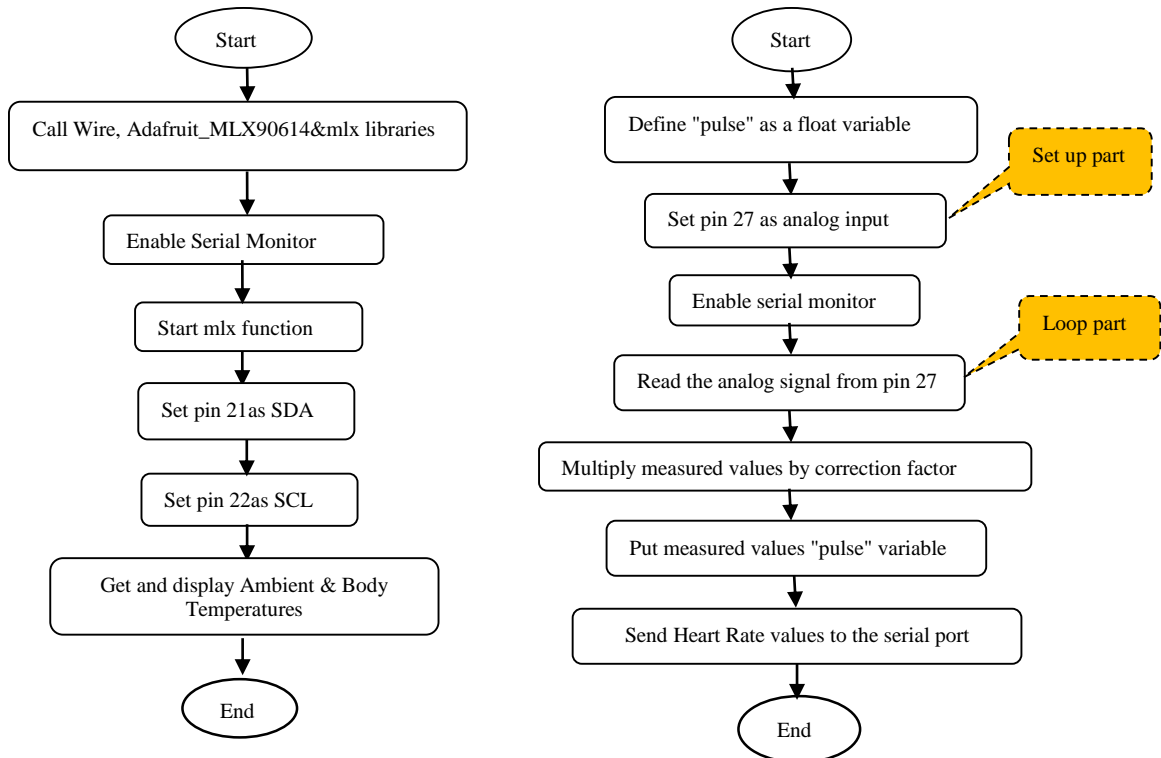 Start
Call Wire, Adafruit_MLX90614&mlx libraries
Enable Serial Monitor
Start mlx function
Set pin 21as SDA
Set pin 22as SCL
Get and display Ambient & Body
Temperatures
End
Start
Define "pulse" as a float variable
Set up part
Set pin 27 as analog input
Enable serial monitor
Loop part
Read the analog signal from pin 27
Multiply measured values by correction factor
Put measured values "pulse" variable
Send Heart Rate values to the serial port
End